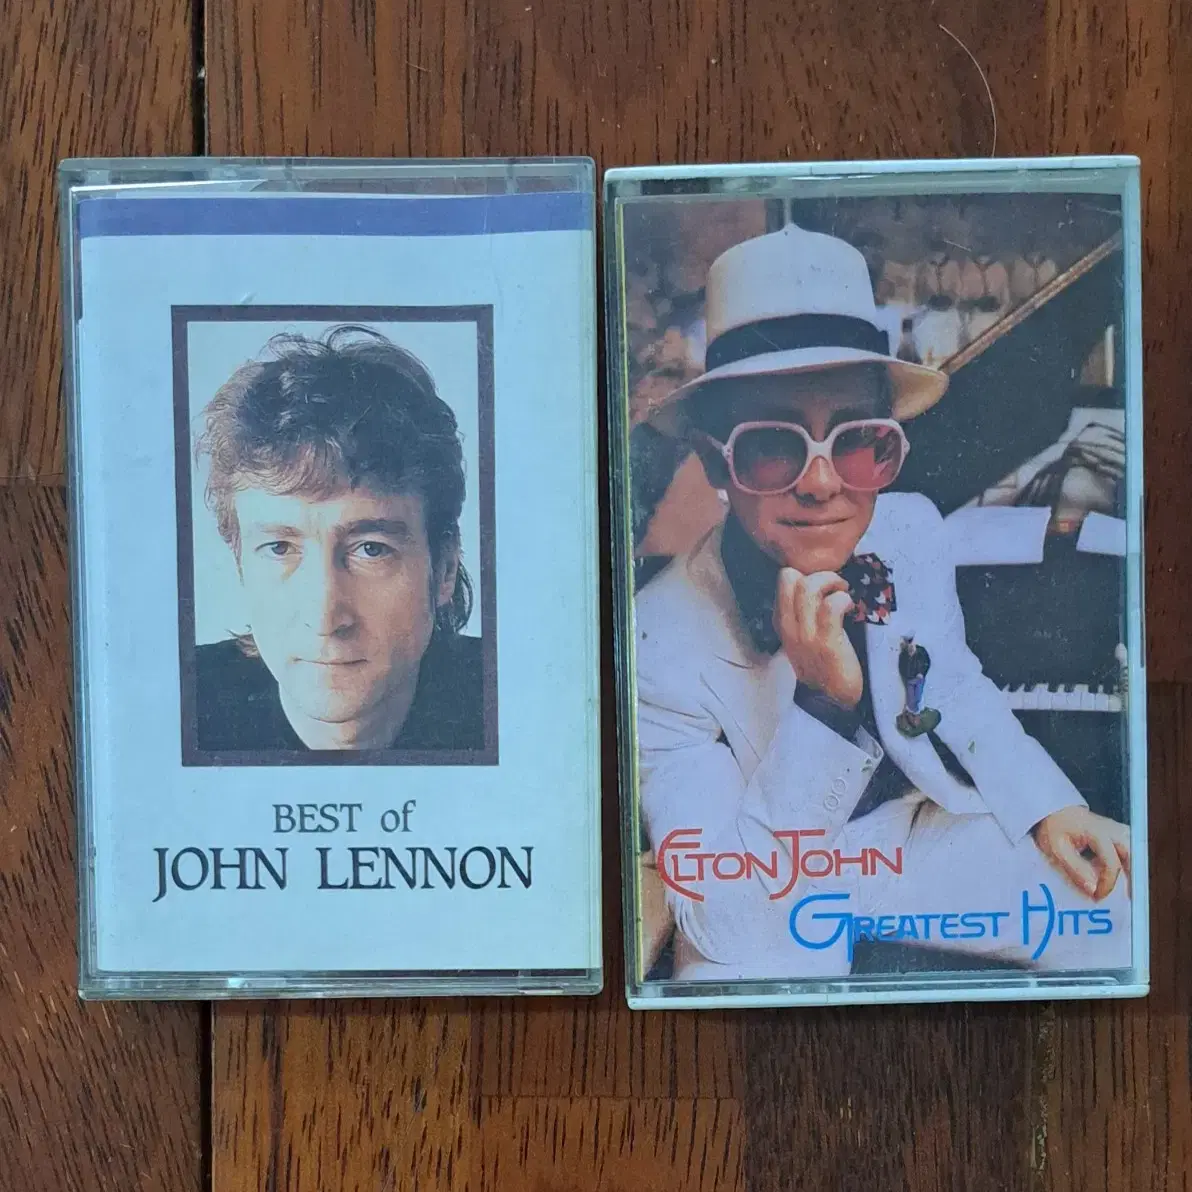 BEST of
JOHN LENNON
ELTON JOHN
GREATEST HITS